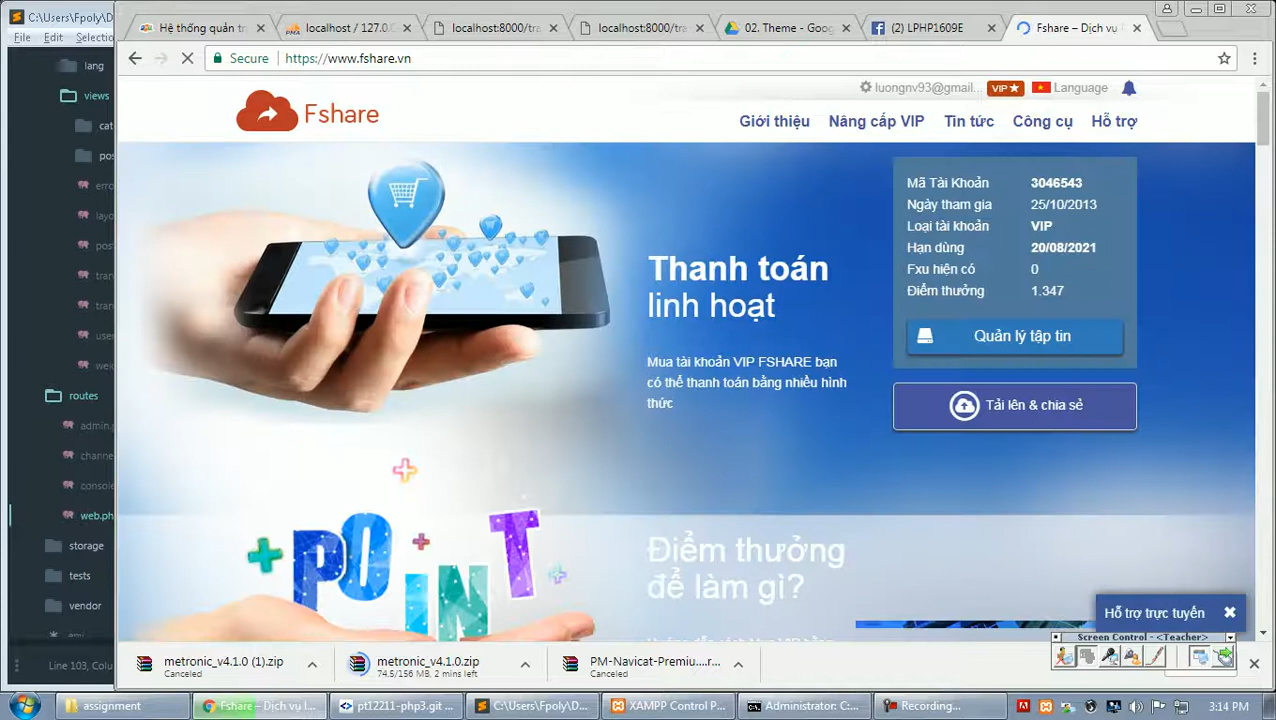 C:\Users\Fpoly\D
File Edit Selectio
Hệ thống quản trị
localhost / 127.0.
localhost:8000/tra
localhost:8000/tra
02. Theme - Goog
(2) LPHP1609E
Fshare – Dịch vụ
Secure https://www.fshare.vn
lang
views
cat
pos
erro
layo
pos
tran
tran
user
welc
routes
admin.p
channe
console
web.ph
storage
tests
vendor
Line 103, Colu
Fshare
luongnv93@gmail... VIP Language
Giới thiệu Nâng cấp VIP Tin tức Công cụ Hỗ trợ
Thanh toán
linh hoạt
Mua tài khoản VIP FSHARE bạn
có thể thanh toán bằng nhiều hình
thức
Mã Tài Khoản 3046543
Ngày tham gia 25/10/2013
Loại tài khoản VIP
Hạn dùng 20/08/2021
Fxu hiện có 0
Điểm thưởng 1.347
Quản lý tập tin
Tải lên & chia sẻ
POINT
Điểm thưởng
để làm gì?
Hỗ trợ trực tuyến
Screen Control - <Teacher>
metronic_v4.1.0 (1).zip
Canceled
metronic_v4.1.0.zip
74.5/156 MB, 2 mins left
PM-Navicat-Premiu....r...
Canceled
assignment
Fshare – Dịch vụ l...
pt12211-php3.git ...
C:\Users\Fpoly\D...
XAMPP Control P...
Administrator: C:...
Recording...
3:14 PM